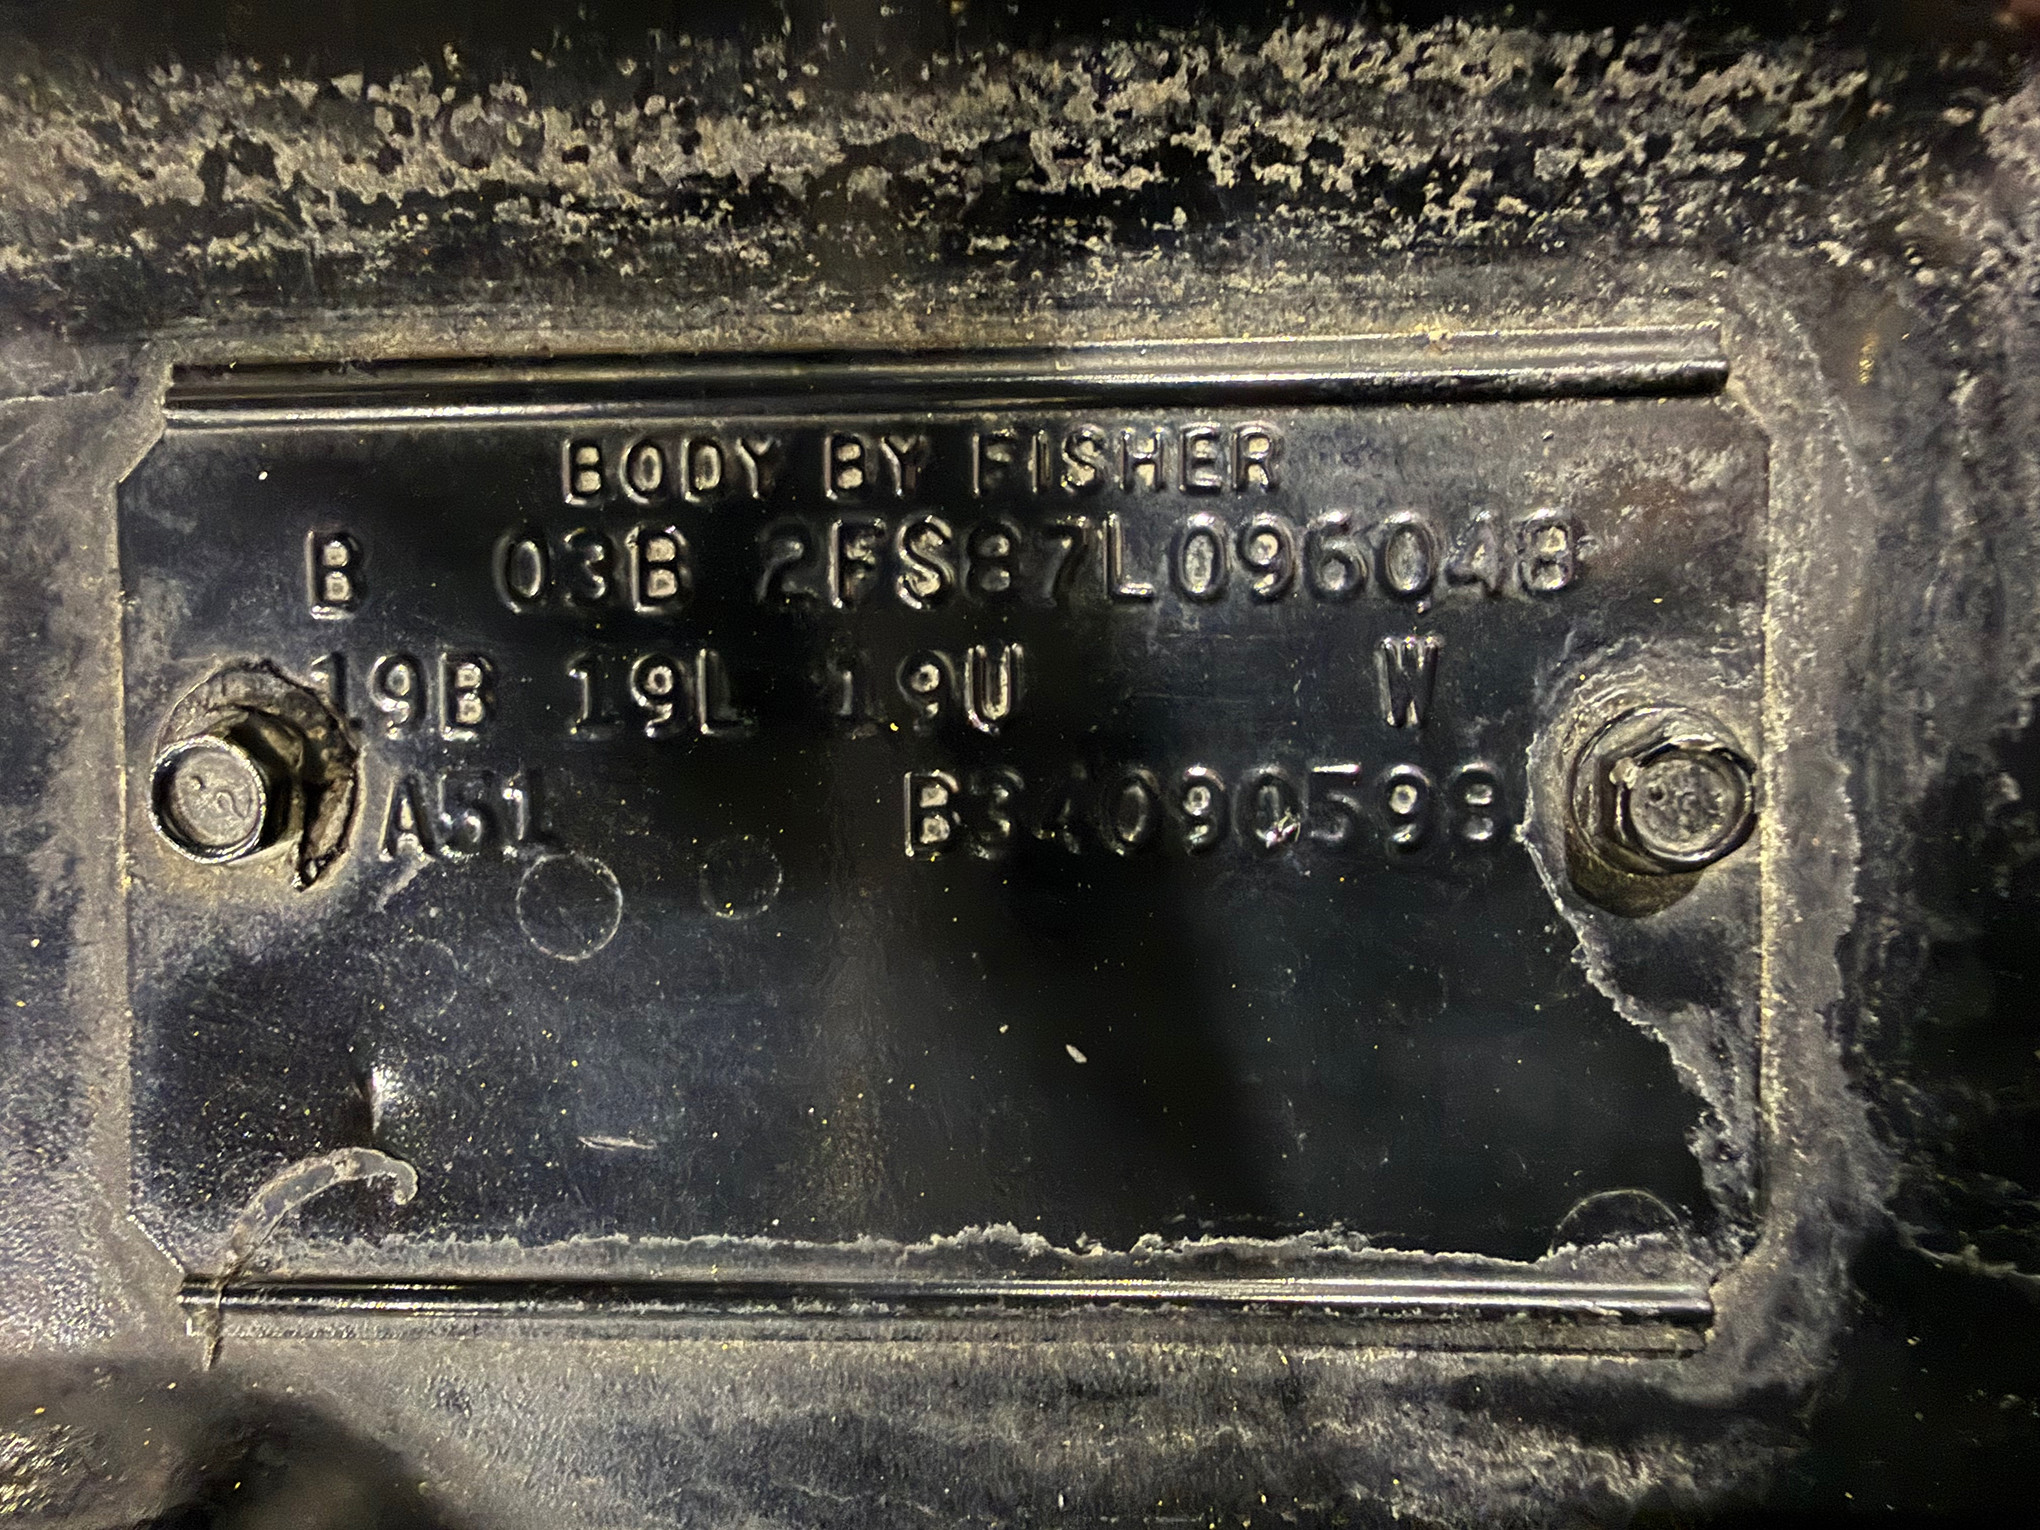 BODY BY FISHER
B 03B 2FS87L096048
19B 19L 19U W
A51 B34090598